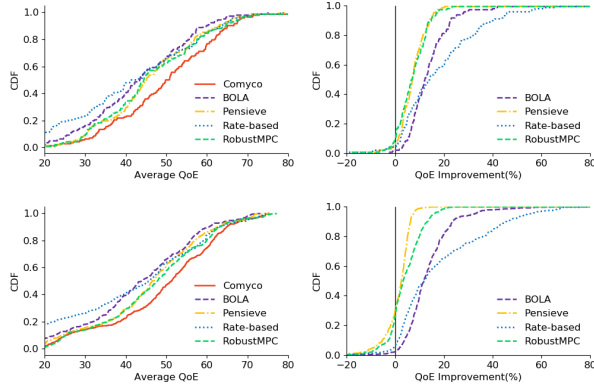 1.0
0.8
0.6
0.4
0.2
0.0
CDF
20 30 40 50 60 70 80
Average QoE
Comyco
BOLA
Pensieve
Rate-based
RobustMPC
1.0
0.8
0.6
0.4
0.2
0.0
CDF
−20 0 20 40 60 80
QoE Improvement(%)
BOLA
Pensieve
Rate-based
RobustMPC
1.0
0.8
0.6
0.4
0.2
0.0
CDF
20 30 40 50 60 70 80
Average QoE
Comyco
BOLA
Pensieve
Rate-based
RobustMPC
1.0
0.8
0.6
0.4
0.2
0.0
CDF
−20 0 20 40 60 80
QoE Improvement(%)
BOLA
Pensieve
Rate-based
RobustMPC